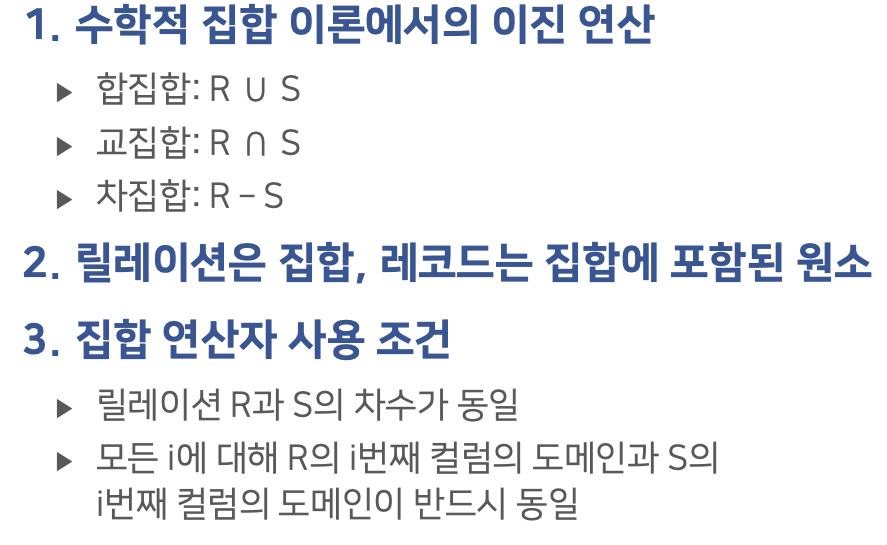 1. 수학적 집합 이론에서의 이진 연산
▶ 합집합: R ∪ S
▶ 교집합: R ∩ S
▶ 차집합: R – S
2. 릴레이션은 집합, 레코드는 집합에 포함된 원소
3. 집합 연산자 사용 조건
▶ 릴레이션 R과 S의 차수가 동일
▶ 모든 i에 대해 R의 i번째 컬럼의 도메인과 S의
i번째 컬럼의 도메인이 반드시 동일